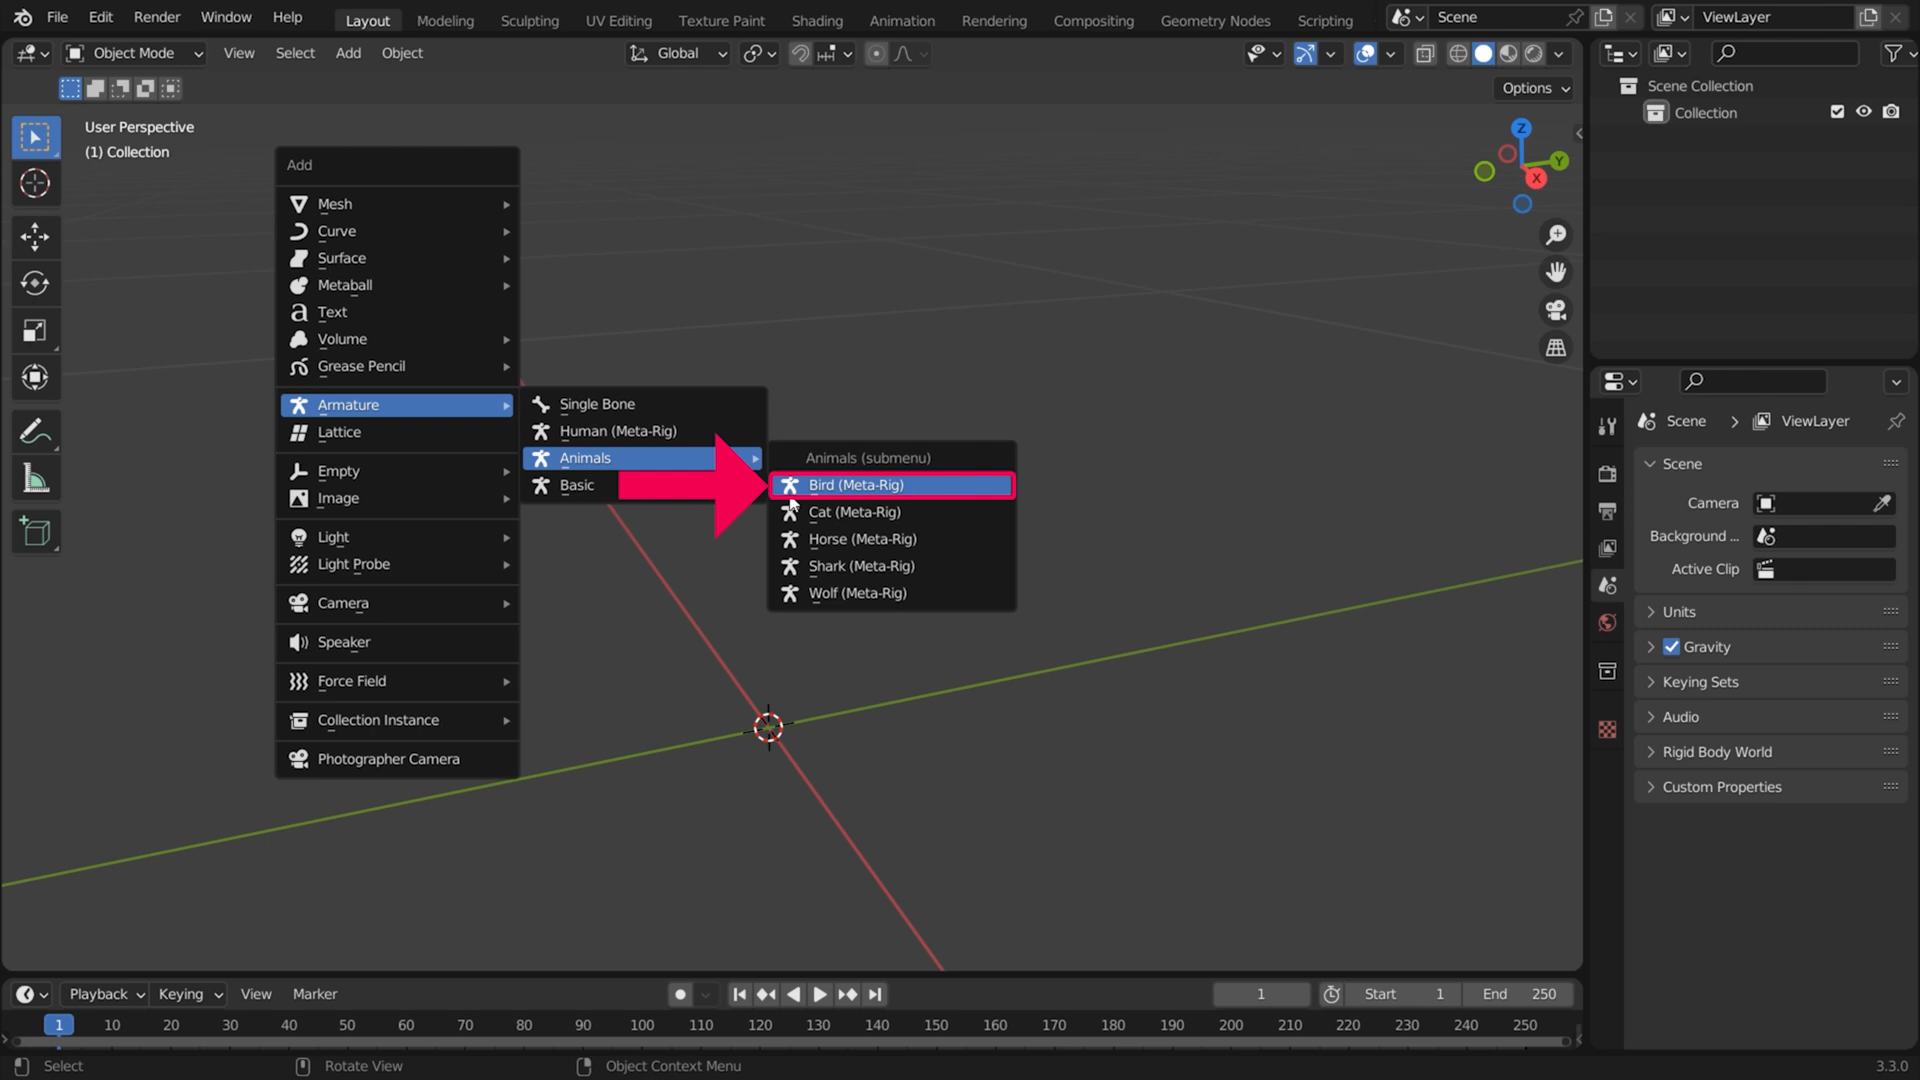 File Edit Render Window Help Layout Modeling Sculpting UV Editing Texture Paint Shading Animation Rendering Compositing Geometry Nodes Scripting Scene ViewLayer
Object Mode View Select Add Object Global
Options
Scene Collection
Collection
User Perspective
(1) Collection
Z
Y
X
Add
Mesh
Curve
Surface
Metaball
Text
Volume
Grease Pencil
Armature
Lattice
Empty
Image
Light
Light Probe
Camera
Speaker
Force Field
Collection Instance
Photographer Camera
Single Bone
Human (Meta-Rig)
Animals
Basic
Animals (submenu)
Bird (Meta-Rig)
Cat (Meta-Rig)
Horse (Meta-Rig)
Shark (Meta-Rig)
Wolf (Meta-Rig)
Scene ViewLayer
Scene
Camera
Background ...
Active Clip
Units
Gravity
Keying Sets
Audio
Rigid Body World
Custom Properties
Playback Keying View Marker 1 Start 1 End 250
1 10 20 30 40 50 60 70 80 90 100 110 120 130 140 150 160 170 180 190 200 210 220 230 240 250
Select Rotate View Object Context Menu 3.3.0